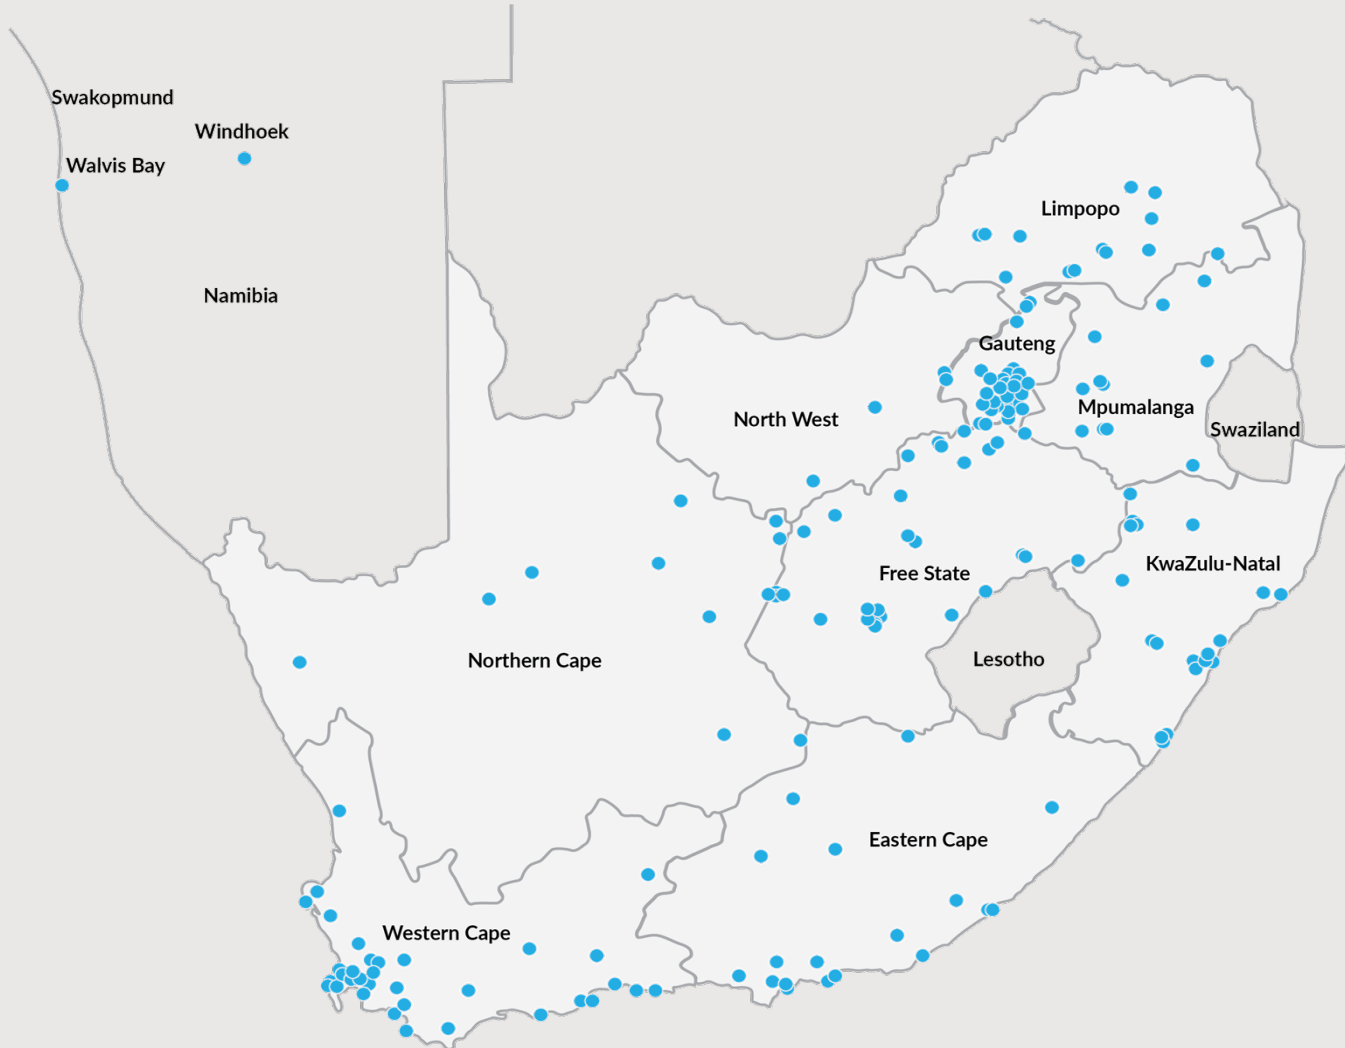 Swakopmund
Windhoek
Walvis Bay
Limpopo
Namibia
Gauteng
Mpumalanga
North West
Swaziland
KwaZulu-Natal
Free State
Lesotho
Northern Cape
Eastern Cape
Western Cape